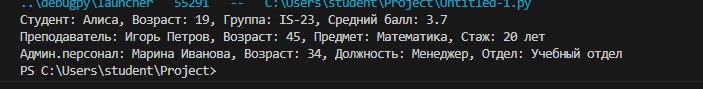 ..\debugpy\launcher 55291 -- C:\Users\student\Project\Untitled-1.py
Студент: Алиса, Возраст: 19, Группа: IS-23, Средний балл: 3.7
Преподаватель: Игорь Петров, Возраст: 45, Предмет: Математика, Стаж: 20 лет
Админ.персонал: Марина Иванова, Возраст: 34, Должность: Менеджер, Отдел: Учебный отдел
PS C:\Users\student\Project>